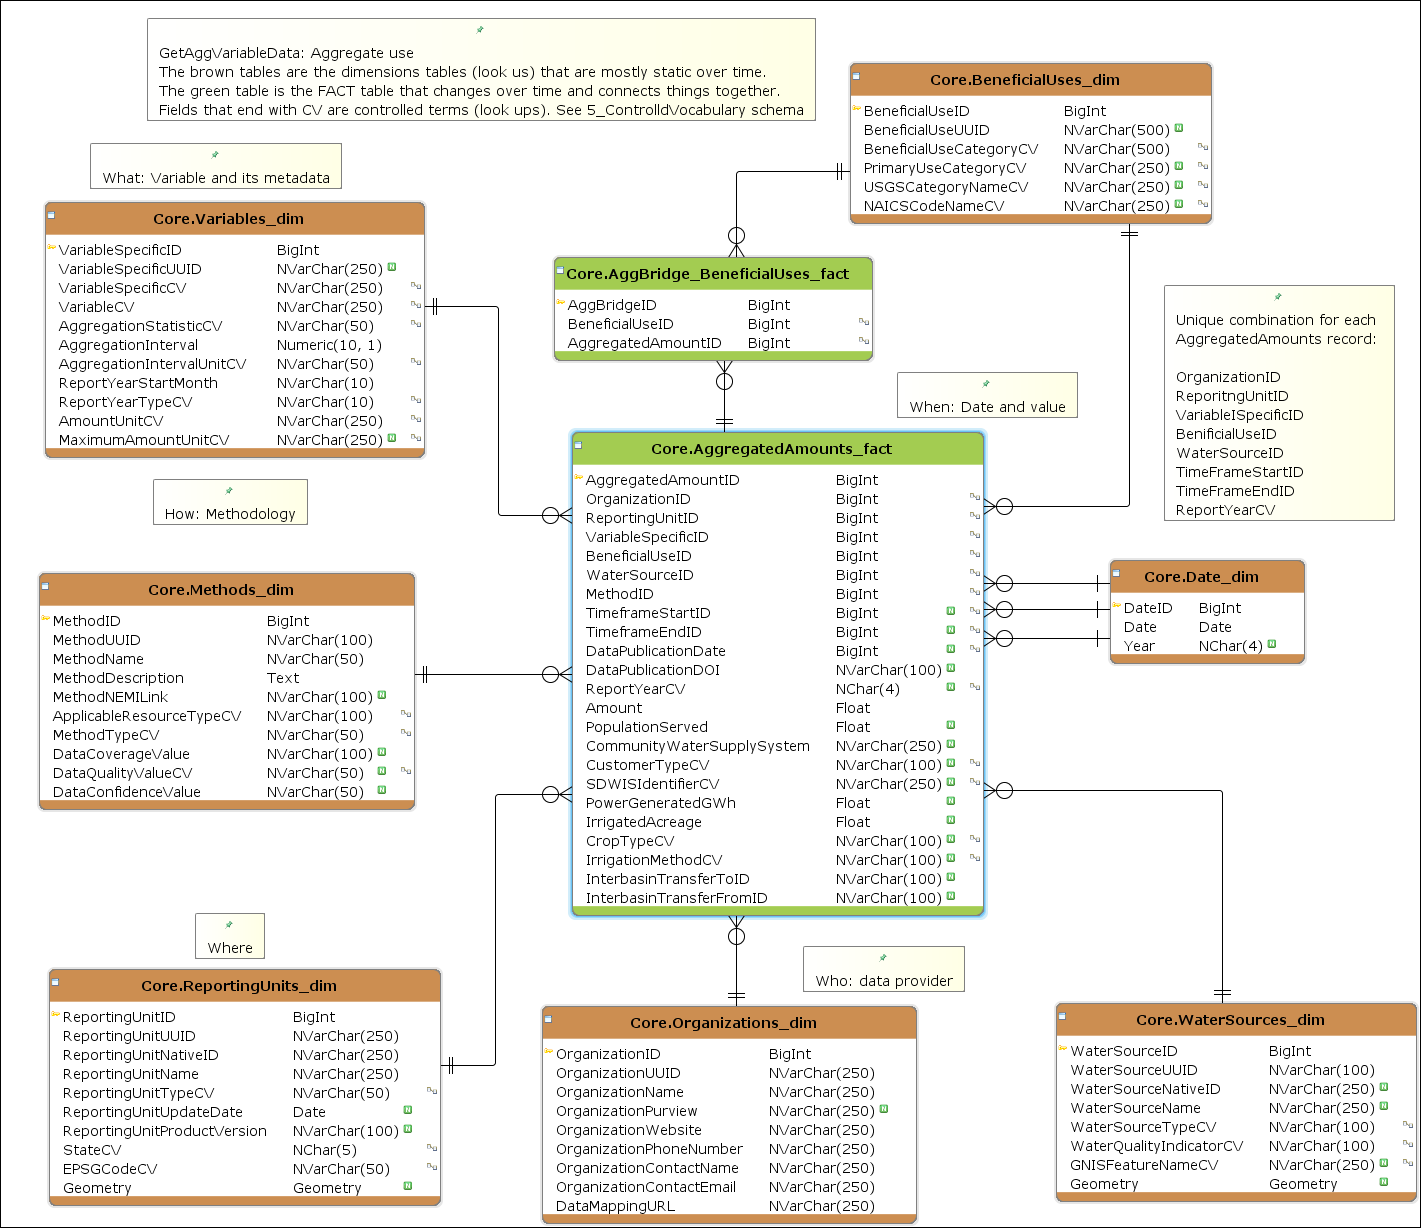 GetAggVariableData: Aggregate use
The brown tables are the dimensions tables (look us) that are mostly static over time.
The green table is the FACT table that changes over time and connects things together.
Fields that end with CV are controlled terms (look ups). See 5_ControlldVocabulary schema
Core.BeneficialUses_dim
BeneficialUseID BigInt
BeneficialUseUUID NVarChar(500) N
BeneficialUseCategoryCV NVarChar(500)
PrimaryUseCategoryCV NVarChar(250) N
USGSCategoryNameCV NVarChar(250) N
NAICSCodeNameCV NVarChar(250) N
What: Variable and its metadata
Core.Variables_dim
VariableSpecificID BigInt
VariableSpecificUUID NVarChar(250) N
VariableSpecificCV NVarChar(250)
VariableCV NVarChar(250)
AggregationStatisticCV NVarChar(50)
AggregationInterval Numeric(10, 1)
AggregationIntervalUnitCV NVarChar(50)
ReportYearStartMonth NVarChar(10)
ReportYearTypeCV NVarChar(10)
AmountUnitCV NVarChar(250)
MaximumAmountUnitCV NVarChar(250) N
Core.AggBridge_BeneficialUses_fact
AggBridgeID BigInt
BeneficialUseID BigInt
AggregatedAmountID BigInt
Unique combination for each
AggregatedAmounts record:
OrganizationID
ReporitngUnitID
VariableISpecificID
BenificialUseID
WaterSourceID
TimeFrameStartID
TimeFrameEndID
ReportYearCV
When: Date and value
How: Methodology
Core.AggregatedAmounts_fact
AggregatedAmountID BigInt
OrganizationID BigInt
ReportingUnitID BigInt
VariableSpecificID BigInt
BeneficialUseID BigInt
WaterSourceID BigInt
MethodID BigInt
TimeframeStartID BigInt N
TimeframeEndID BigInt N
DataPublicationDate BigInt N
DataPublicationDOI NVarChar(100) N
ReportYearCV NChar(4) N
Amount Float
PopulationServed Float N
CommunityWaterSupplySystem NVarChar(250) N
CustomerTypeCV NVarChar(100) N
SDWISIdentifierCV NVarChar(250) N
PowerGeneratedGWh Float N
IrrigatedAcreage Float N
CropTypeCV NVarChar(100) N
IrrigationMethodCV NVarChar(100) N
InterbasinTransferToID NVarChar(100) N
InterbasinTransferFromID NVarChar(100) N
Core.Date_dim
DateID BigInt
Date Date
Year NChar(4) N
Core.Methods_dim
MethodID BigInt
MethodUUID NVarChar(100)
MethodName NVarChar(50)
MethodDescription Text
MethodNEMILink NVarChar(100) N
ApplicableResourceTypeCV NVarChar(100)
MethodTypeCV NVarChar(50)
DataCoverageValue NVarChar(100) N
DataQualityValueCV NVarChar(50) N
DataConfidenceValue NVarChar(50) N
Where
Core.ReportingUnits_dim
ReportingUnitID BigInt
ReportingUnitUUID NVarChar(250)
ReportingUnitNativeID NVarChar(250)
ReportingUnitName NVarChar(250)
ReportingUnitTypeCV NVarChar(50)
ReportingUnitUpdateDate Date N
ReportingUnitProductVersion NVarChar(100) N
StateCV NChar(5)
EPSGCodeCV NVarChar(50)
Geometry Geometry N
Who: data provider
Core.Organizations_dim
OrganizationID BigInt
OrganizationUUID NVarChar(250)
OrganizationName NVarChar(250)
OrganizationPurview NVarChar(250) N
OrganizationWebsite NVarChar(250)
OrganizationPhoneNumber NVarChar(250)
OrganizationContactName NVarChar(250)
OrganizationContactEmail NVarChar(250)
DataMappingURL NVarChar(250)
Core.WaterSources_dim
WaterSourceID BigInt
WaterSourceUUID NVarChar(100)
WaterSourceNativeID NVarChar(250) N
WaterSourceName NVarChar(250) N
WaterSourceTypeCV NVarChar(100)
WaterQualityIndicatorCV NVarChar(100)
GNISFeatureNameCV NVarChar(250) N
Geometry Geometry N